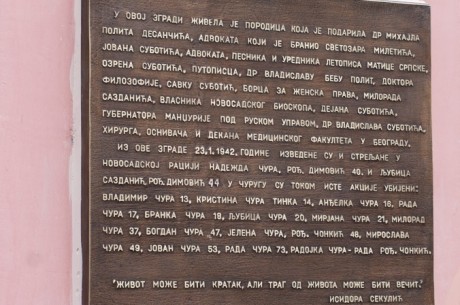 У ОВОЈ ЗГРАДИ ЖИВЕЛА ЈЕ ПОРОДИЦА КОЈА ЈЕ ПОДАРИЛА ДР МИХАЈЛА
ПОЛИТА ДЕСАНЧИЋА, АДВОКАТА КОЈИ ЈЕ БРАНИО СВЕТОЗАРА МИЛЕТИЋА,
ЈОВАНА СУБОТИЋА, АДВОКАТА, ПЕСНИКА И УРЕДНИКА ЛЕТОПИСА МАТИЦЕ СРПСКЕ,
ОЗРЕНА СУБОТИЋА, ПУТОПИСЦА, ДР ВЛАДИСЛАВУ БЕБУ ПОЛИТ, ДОКТОРА
ФИЛОЗОФИЈЕ, САВКУ СУБОТИЋ, БОРЦА ЗА ЖЕНСКА ПРАВА, МИЛОРАДА
САЗДАНИЋА, ВЛАСНИКА НОВОСАДСКОГ БИОСКОПА, ДЕЈАНА СУБОТИЋА,
ГУБЕРНАТОРА МАНЏУРИЈЕ ПОД РУСКОМ УПРАВОМ, ДР ВЛАДИСЛАВА СУБОТИЋА,
ХИРУРГА, ОСНИВАЧА И ДЕКАНА МЕДИЦИНСКОГ ФАКУЛТЕТА У БЕОГРАДУ.
ИЗ ОВЕ ЗГРАДЕ 23.1.1942. ГОДИНЕ ИЗВЕДЕНЕ СУ И СТРЕЉАНЕ У
НОВОСАДСКОЈ РАЦИЈИ НАДЕЖДА ЧУРА, РОЂ. ДИМОВИЋ 40. И ЉУБИЦА
САЗДАНИЋ, РОЂ. ДИМОВИЋ 44 У ЧУРУГУ СУ ТОКОМ ИСТЕ АКЦИЈЕ УБИЈЕНИ:
ВЛАДИМИР ЧУРА 13, КРИСТИНА ЧУРА ТИНКА 14, АНЂЕЛКА ЧУРА 16, РАДА
ЧУРА 17, БРАНКА ЧУРА 19, ЉУБИЦА ЧУРА 20, МИРЈАНА ЧУРА 21, МИЛОРАД
ЧУРА 37, БОГДАН ЧУРА 47, ЈЕЛЕНА ЧУРА, РОЂ. ЧОНКИЋ 48, МИРОСЛАВА
ЧУРА 49, ЈОВАН ЧУРА 53, РАДА ЧУРА 73, РАДОЈКА ЧУРА-РАДА РОЂ. ЧОНКИЋ.
"ЖИВОТ МОЖЕ БИТИ КРАТАК, АЛИ ТРАГ ОД ЖИВОТА МОЖЕ БИТИ ВЕЧИТ."
ИСИДОРА СЕКУЛИЋ